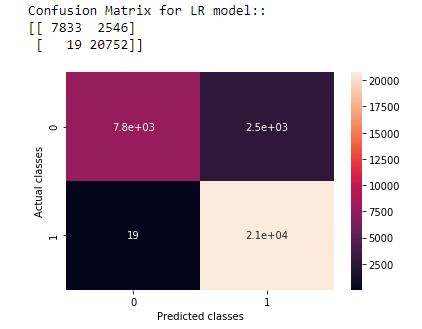 Confusion Matrix for LR model::
[[ 7833  2546]
 [   19 20752]]
20000
17500
15000
12500
10000
7500
5000
2500
0
7.8e+03 2.5e+03
Actual classes
1
19 2.1e+04
0 1
Predicted classes